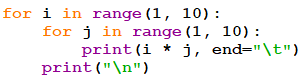 for i in range(1, 10):
    for j in range(1, 10):
        print(i * j, end="\t")
    print("\n")